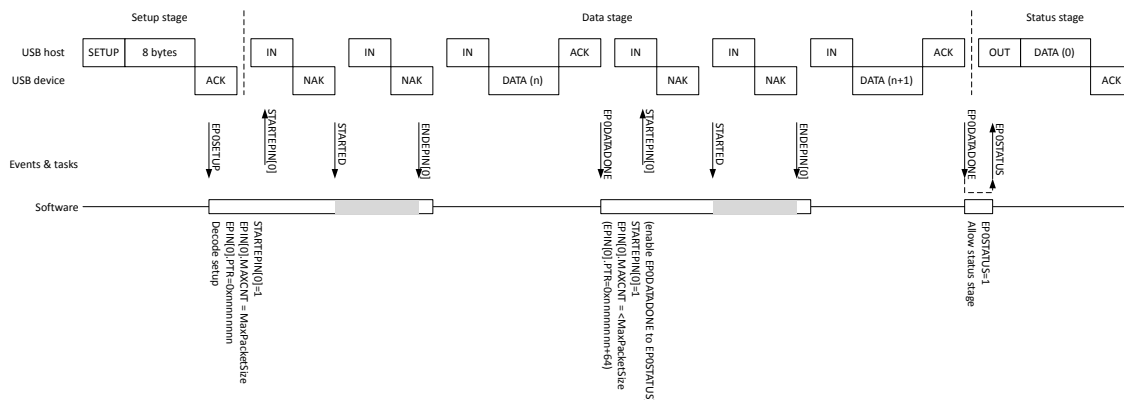 Setup stage
Data stage
Status stage
USB host
SETUP
8 bytes
IN
IN
IN
ACK
IN
IN
IN
ACK
OUT
DATA (0)
USB device
ACK
NAK
NAK
DATA (n)
NAK
NAK
DATA (n+1)
ACK
Events & tasks
EP0SETUP
STARTEPIN[0]
STARTED
ENDEPIN[0]
EP0DATADONE
STARTEPIN[0]
STARTED
ENDEPIN[0]
EP0DATADONE
EP0STATUS
Software
Decode setup
EPIN[0].PTR=0xnnnnnnnn
EPIN[0].MAXCNT = MaxPacketSize
STARTEPIN[0]=1
(EPIN[0].PTR=0xnnnnnnnn+64)
EPIN[0].MAXCNT = <MaxPacketSize
STARTEPIN[0]=1
(enable EP0DATADONE to EP0STATUS
Allow status stage
EP0STATUS=1